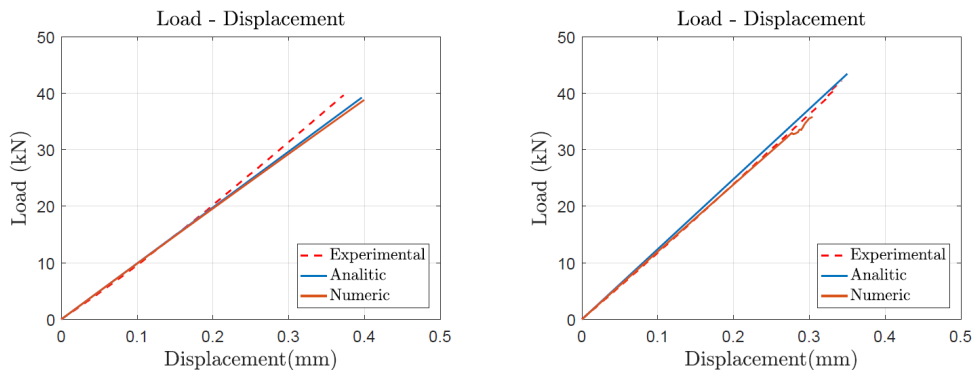 Load - Displacement
50
40
30
20
10
0
Load (kN)
0
0.1
0.2
0.3
0.4
0.5
Displacement(mm)
Experimental
Analitic
Numeric
Load - Displacement
50
40
30
20
10
0
Load (kN)
0
0.1
0.2
0.3
0.4
0.5
Displacement(mm)
Experimental
Analitic
Numeric